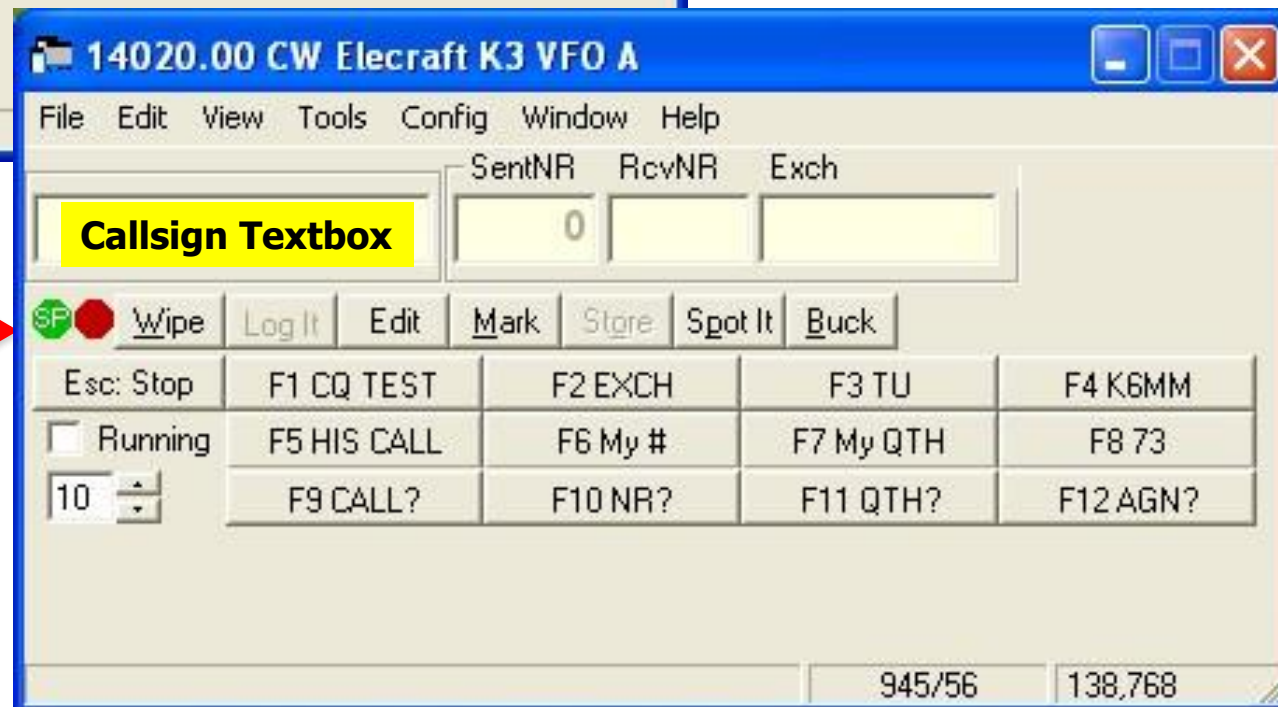 14020.00 CW Elecraft K3 VFO A
File Edit View Tools Config Window Help
SentNR RcvNR Exch
Callsign Textbox 0
SP Wipe Log It Edit Mark Store Spot It Buck
Esc: Stop F1 CQ TEST F2 EXCH F3 TU F4 K6MM
Running F5 HIS CALL F6 My # F7 My QTH F8 73
10 F9 CALL? F10 NR? F11 QTH? F12 AGN?
945/56 138,768